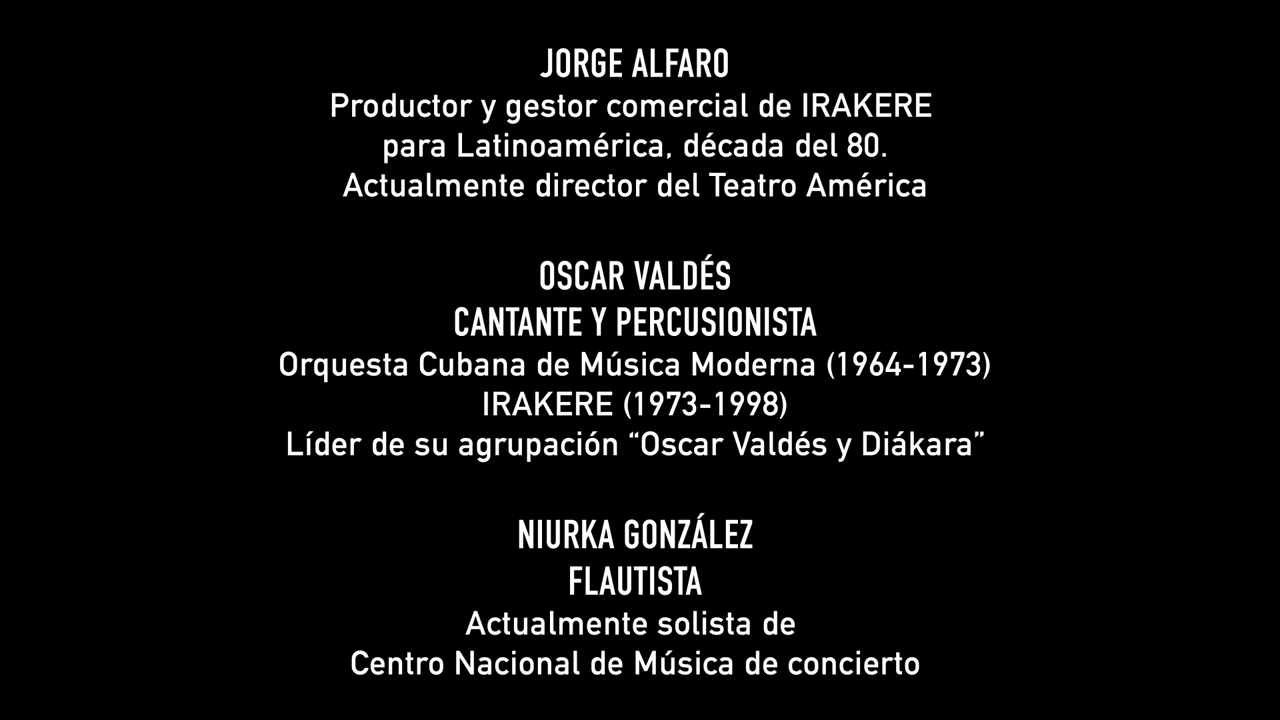 JORGE ALFARO
Productor y gestor comercial de IRAKERE
para Latinoamérica, década del 80.
Actualmente director del Teatro América
OSCAR VALDÉS
CANTANTE Y PERCUSIONISTA
Orquesta Cubana de Música Moderna (1964-1973)
IRAKERE (1973-1998)
Líder de su agrupación “Oscar Valdés y Diákara”
NIURKA GONZÁLEZ
FLAUTISTA
Actualmente solista de
Centro Nacional de Música de concierto